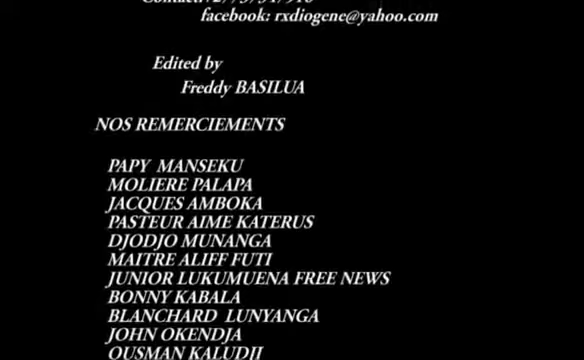 facebook: rxdiogene@yahoo.com
Edited by
Freddy BASILUA
NOS REMERCIEMENTS
PAPY MANSEKU
MOLIERE PALAPA
JACQUES AMBOKA
PASTEUR AIME KATERUS
DJODJO MUNANGA
MAITRE ALIFF FUTI
JUNIOR LUKUMUENA FREE NEWS
BONNY KABALA
BLANCHARD LUNYANGA
JOHN OKENDJA
OUSMAN KALUDJI